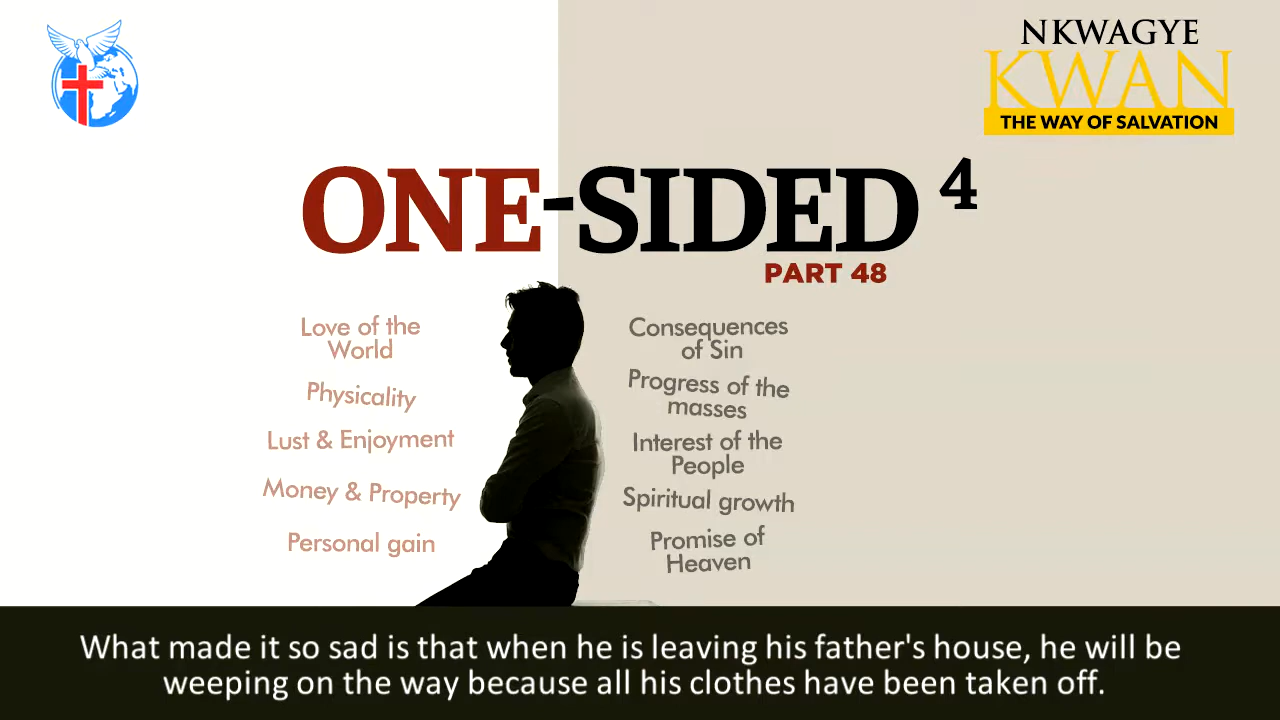 NKWAGYE
KWAN
THE WAY OF SALVATION
ONE-SIDED 4
PART 48
Love of the
World
Physicality
Lust & Enjoyment
Money & Property
Personal gain
Consequences
of Sin
Progress of the
masses
Interest of the
People
Spiritual growth
Promise of
Heaven
What made it so sad is that when he is leaving his father's house, he will be
weeping on the way because all his clothes have been taken off.